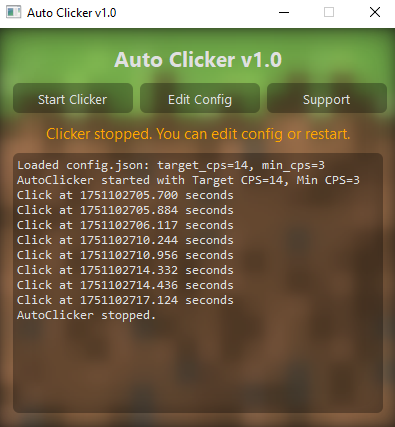 Auto Clicker v1.0
Auto Clicker v1.0
Start Clicker
Edit Config
Support
Clicker stopped. You can edit config or restart.
Loaded config.json: target_cps=14, min_cps=3
AutoClicker started with Target CPS=14, Min CPS=3
Click at 1751102705.700 seconds
Click at 1751102705.884 seconds
Click at 1751102706.117 seconds
Click at 1751102710.244 seconds
Click at 1751102710.956 seconds
Click at 1751102714.332 seconds
Click at 1751102714.436 seconds
Click at 1751102717.124 seconds
AutoClicker stopped.